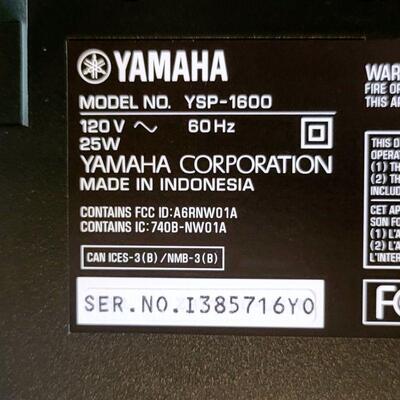 YAMAHA
MODEL NO. YSP-1600
120 V ~ 60 Hz
25W
YAMAHA CORPORATION
MADE IN INDONESIA
CONTAINS FCC ID:A6RNW01A
CONTAINS IC:740B-NW01A
CAN ICES-3(B)/NMB-3(B)
SER.NO.I385716Y0
WAR
FIRE O
THIS A
THIS D
OPERAT
(1) TH
(2) TH
INCLUD
CET AP
SON FO
(1) L'A
(2) L'A
L'INTER
FC